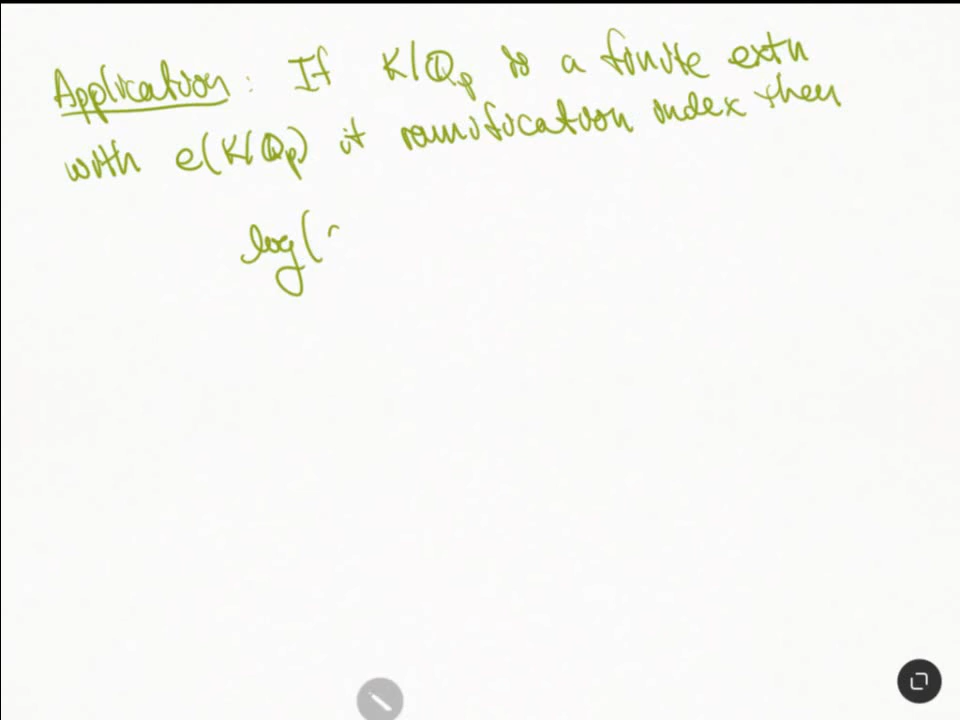 Application: If K/ℚp is a finite extn
with e(K/ℚp) it ramification index then
log(